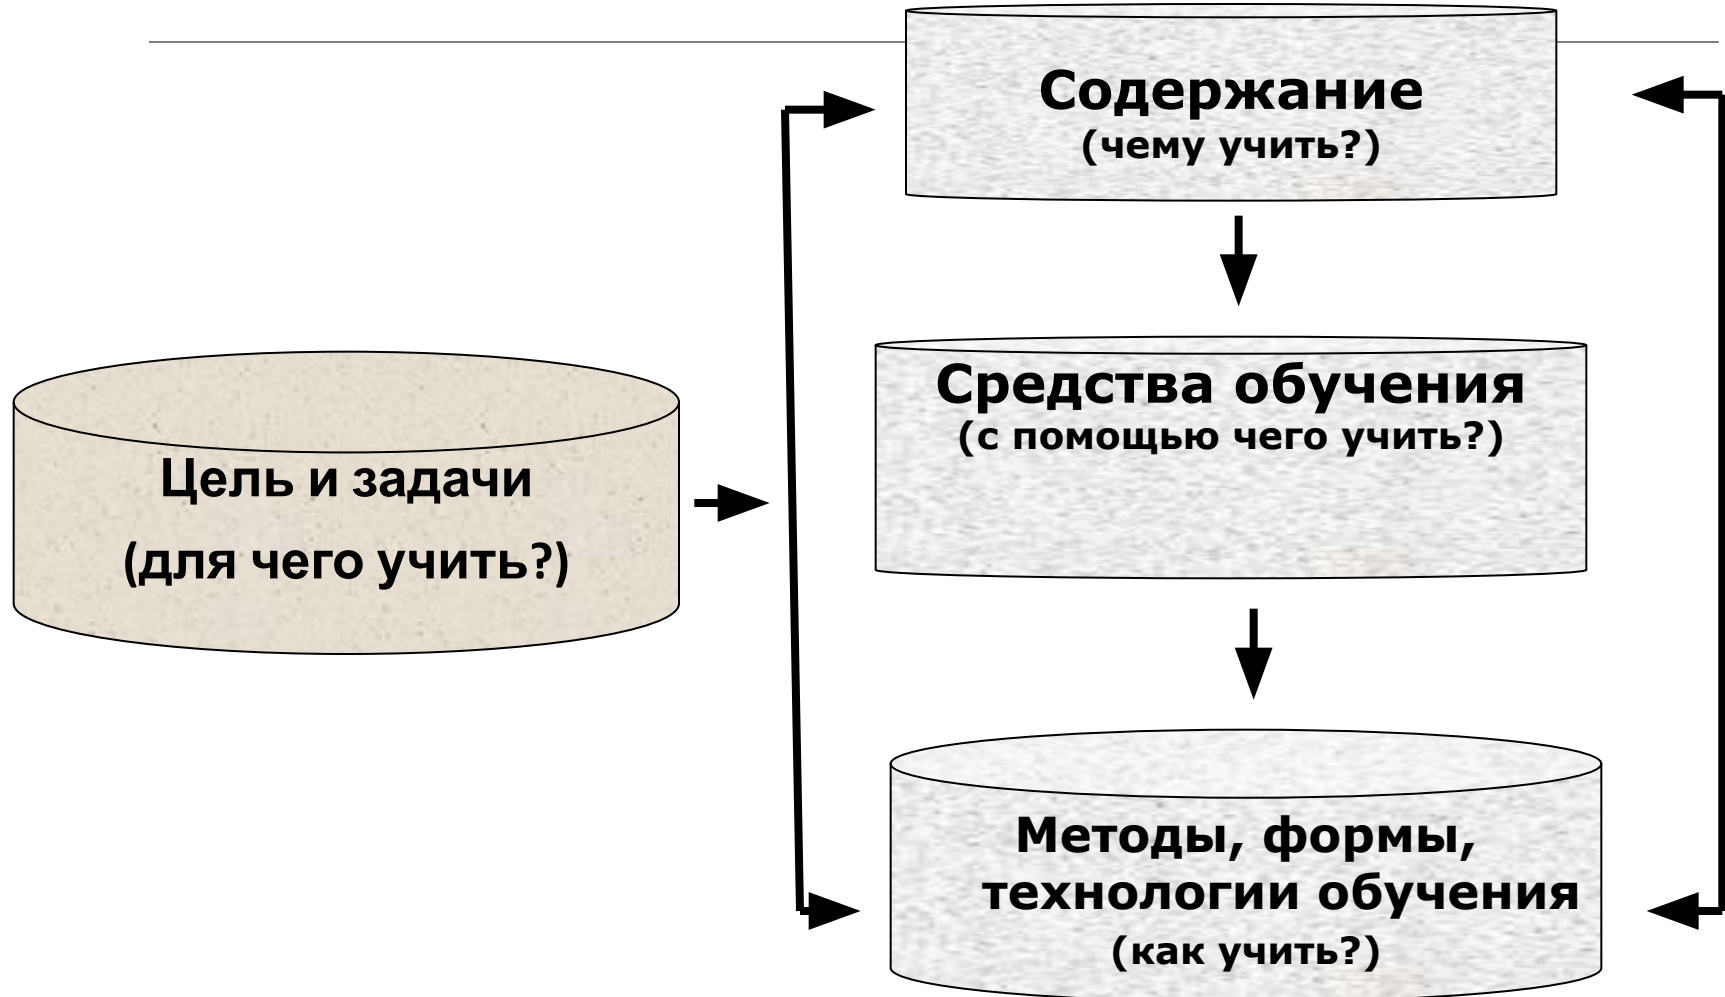 Содержание
(чему учить?)
Средства обучения
(с помощью чего учить?)
Цель и задачи
(для чего учить?)
Методы, формы,
технологии обучения
(как учить?)